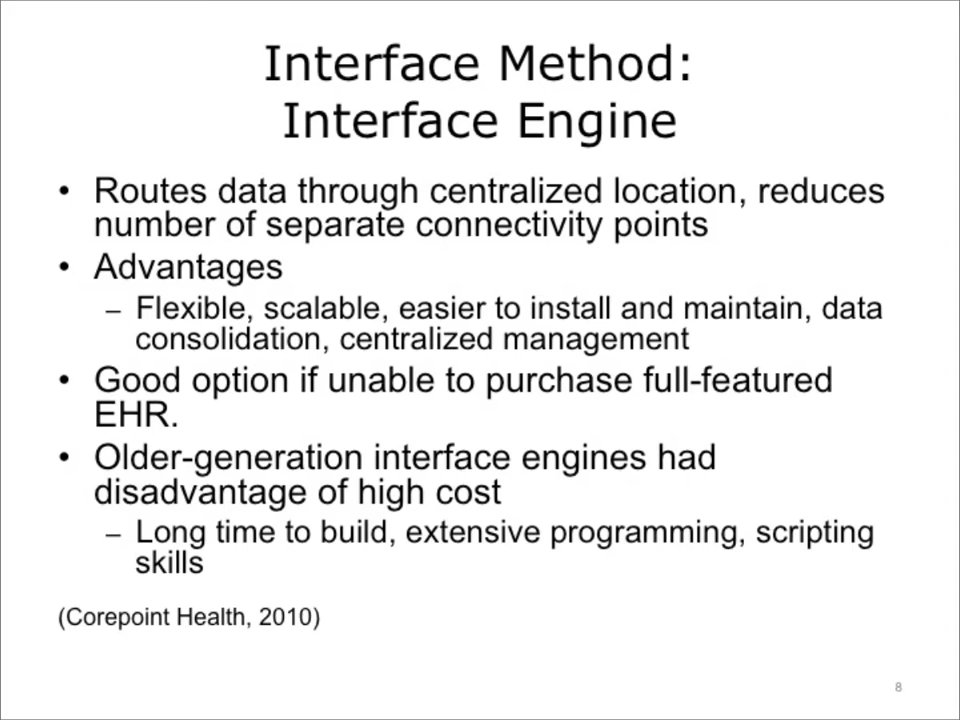 Interface Method:
Interface Engine
• Routes data through centralized location, reduces
number of separate connectivity points
• Advantages
– Flexible, scalable, easier to install and maintain, data
consolidation, centralized management
• Good option if unable to purchase full-featured
EHR.
• Older-generation interface engines had
disadvantage of high cost
– Long time to build, extensive programming, scripting
skills
(Corepoint Health, 2010)
8